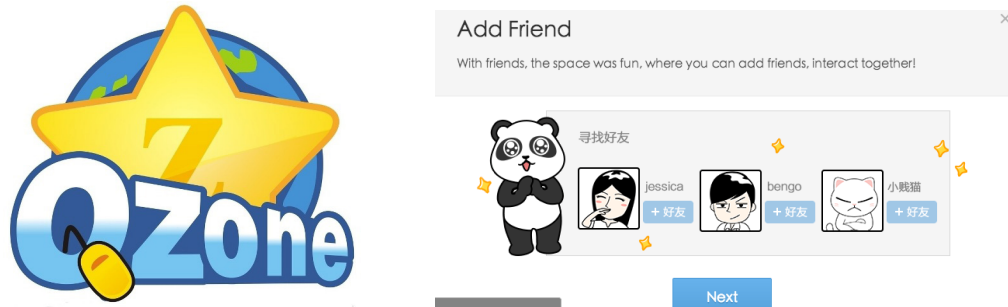 Z
Qzone
Add Friend
With friends, the space was fun, where you can add friends, interact together!
寻找好友
jessica
+ 好友
bengo
+ 好友
小贱猫
+ 好友
Next